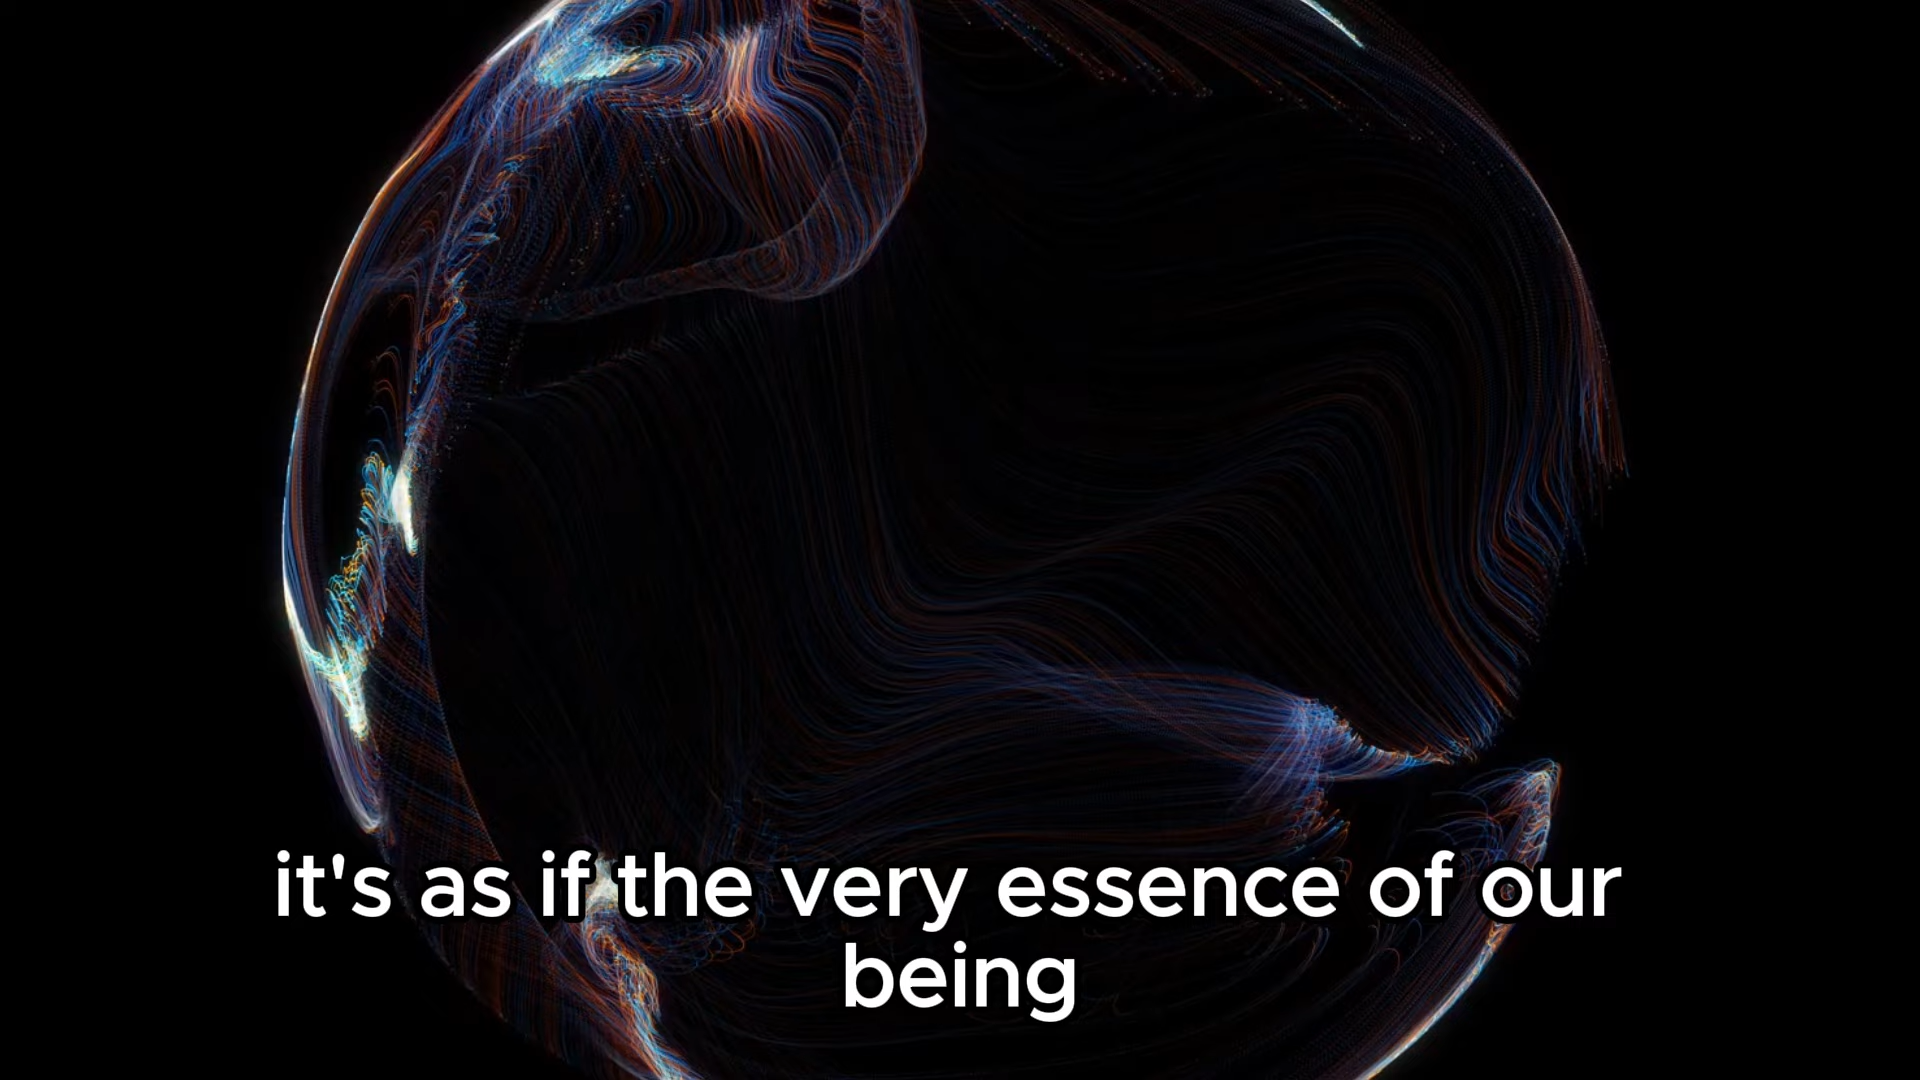 it's as if the very essence of our
being